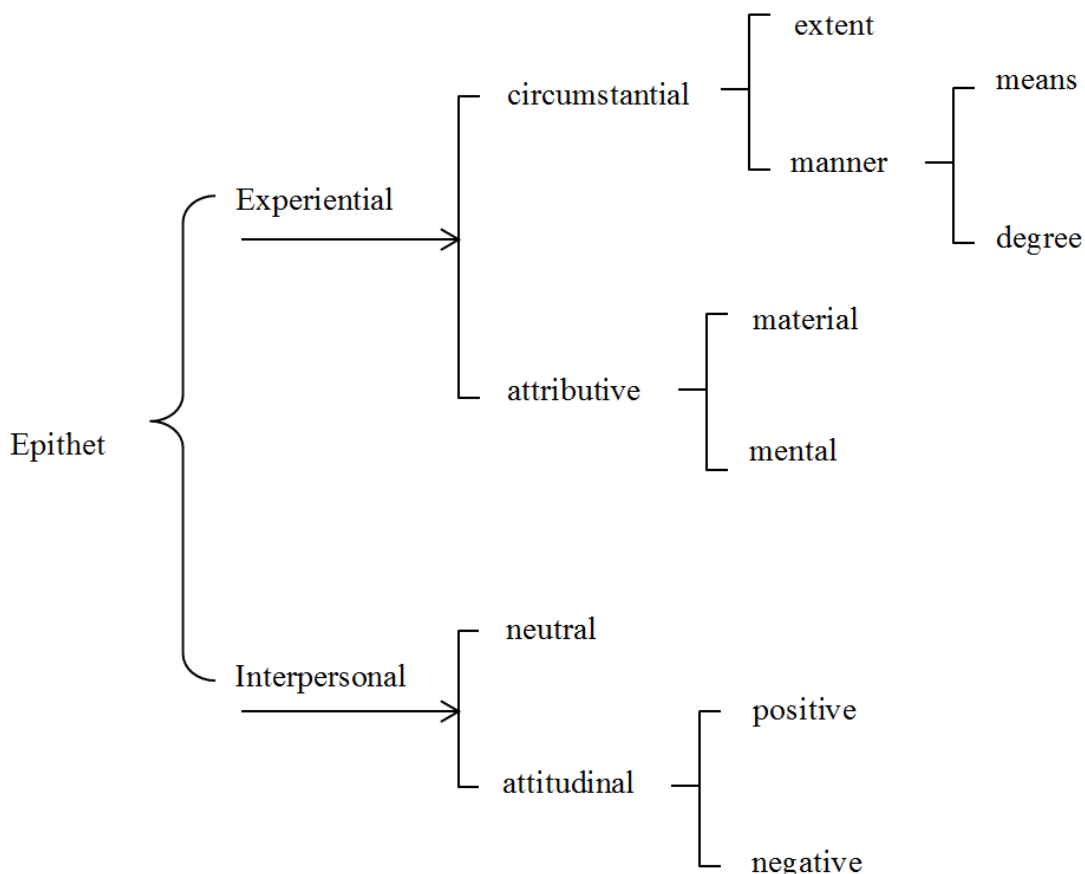 extent
means
circumstantial
manner
Experiential
degree
material
attributive
Epithet
mental
neutral
Interpersonal
positive
attitudinal
negative